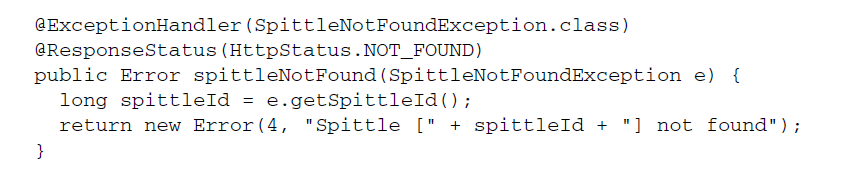 @ExceptionHandler(SpittleNotFoundException.class)
@ResponseStatus(HttpStatus.NOT_FOUND)
public Error spittleNotFound(SpittleNotFoundException e) {
  long spittleId = e.getSpittleId();
  return new Error(4, "Spittle [" + spittleId + "] not found");
}